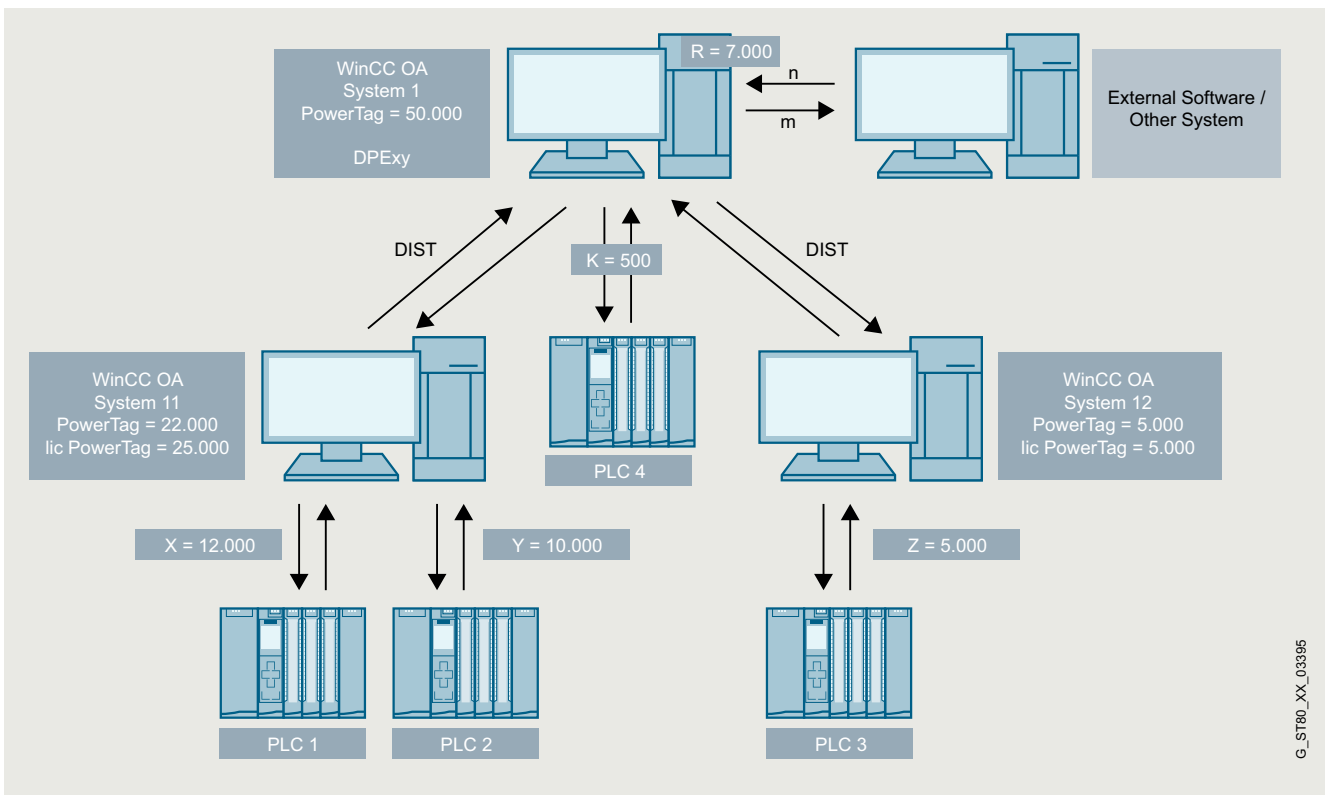 WinCC OA
System 1
PowerTag = 50.000
DPExy
R = 7.000
n
m
External Software /
Other System
DIST
K = 500
DIST
WinCC OA
System 11
PowerTag = 22.000
lic PowerTag = 25.000
PLC 4
WinCC OA
System 12
PowerTag = 5.000
lic PowerTag = 5.000
X = 12.000
Y = 10.000
Z = 5.000
PLC 1
PLC 2
PLC 3
G_ST80_XX_03395